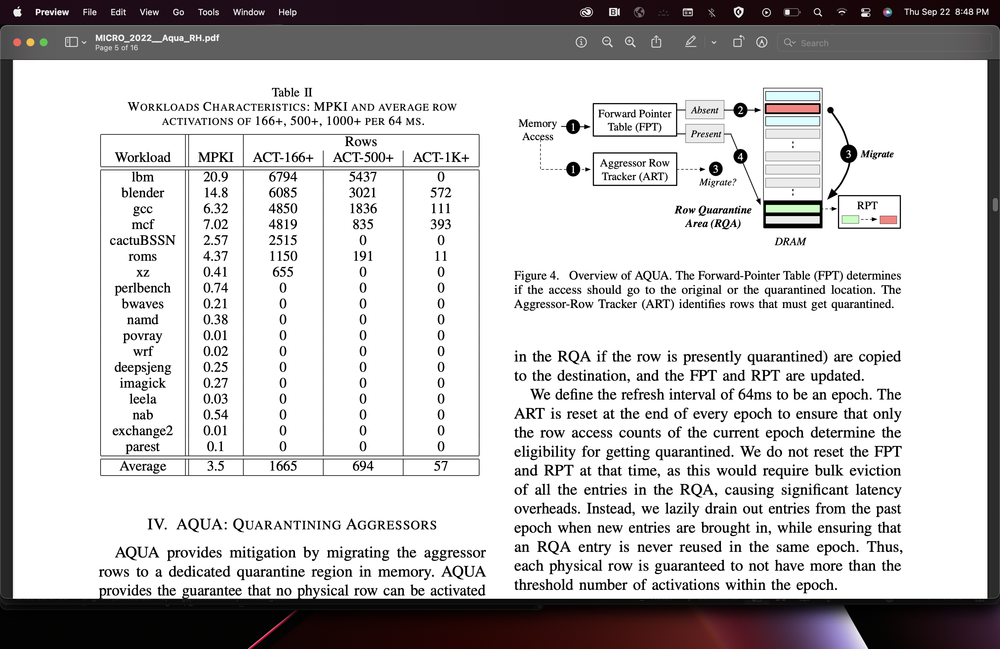 Preview File Edit View Go Tools Window Help Thu Sep 22 8:48 PM
MICRO_2022__Aqua_RH.pdf
Page 5 of 16
Search
Table II
WORKLOADS CHARACTERISTICS: MPKI AND AVERAGE ROW
ACTIVATIONS OF 166+, 500+, 1000+ PER 64 MS.
Rows
Workload MPKI ACT-166+ ACT-500+ ACT-1K+
lbm 20.9 6794 5437 0
blender 14.8 6085 3021 572
gcc 6.32 4850 1836 111
mcf 7.02 4819 835 393
cactuBSSN 2.57 2515 0 0
roms 4.37 1150 191 11
xz 0.41 655 0 0
perlbench 0.74 0 0 0
bwaves 0.21 0 0 0
namd 0.38 0 0 0
povray 0.01 0 0 0
wrf 0.02 0 0 0
deepsjeng 0.25 0 0 0
imagick 0.27 0 0 0
leela 0.03 0 0 0
nab 0.54 0 0 0
exchange2 0.01 0 0 0
parest 0.1 0 0 0
Average 3.5 1665 694 57
IV. AQUA: QUARANTINING AGGRESSORS
AQUA provides mitigation by migrating the aggressor
rows to a dedicated quarantine region in memory. AQUA
provides the guarantee that no physical row can be activated
Memory
Access
1
Forward Pointer
Table (FPT)
Absent
2
Present
4
1
Aggressor Row
Tracker (ART)
3
Migrate?
3 Migrate
Row Quarantine
Area (RQA)
RPT
DRAM
Figure 4. Overview of AQUA. The Forward-Pointer Table (FPT) determines
if the access should go to the original or the quarantined location. The
Aggressor-Row Tracker (ART) identifies rows that must get quarantined.
in the RQA if the row is presently quarantined) are copied
to the destination, and the FPT and RPT are updated.
We define the refresh interval of 64ms to be an epoch. The
ART is reset at the end of every epoch to ensure that only
the row access counts of the current epoch determine the
eligibility for getting quarantined. We do not reset the FPT
and RPT at that time, as this would require bulk eviction
of all the entries in the RQA, causing significant latency
overheads. Instead, we lazily drain out entries from the past
epoch when new entries are brought in, while ensuring that
an RQA entry is never reused in the same epoch. Thus,
each physical row is guaranteed to not have more than the
threshold number of activations within the epoch.